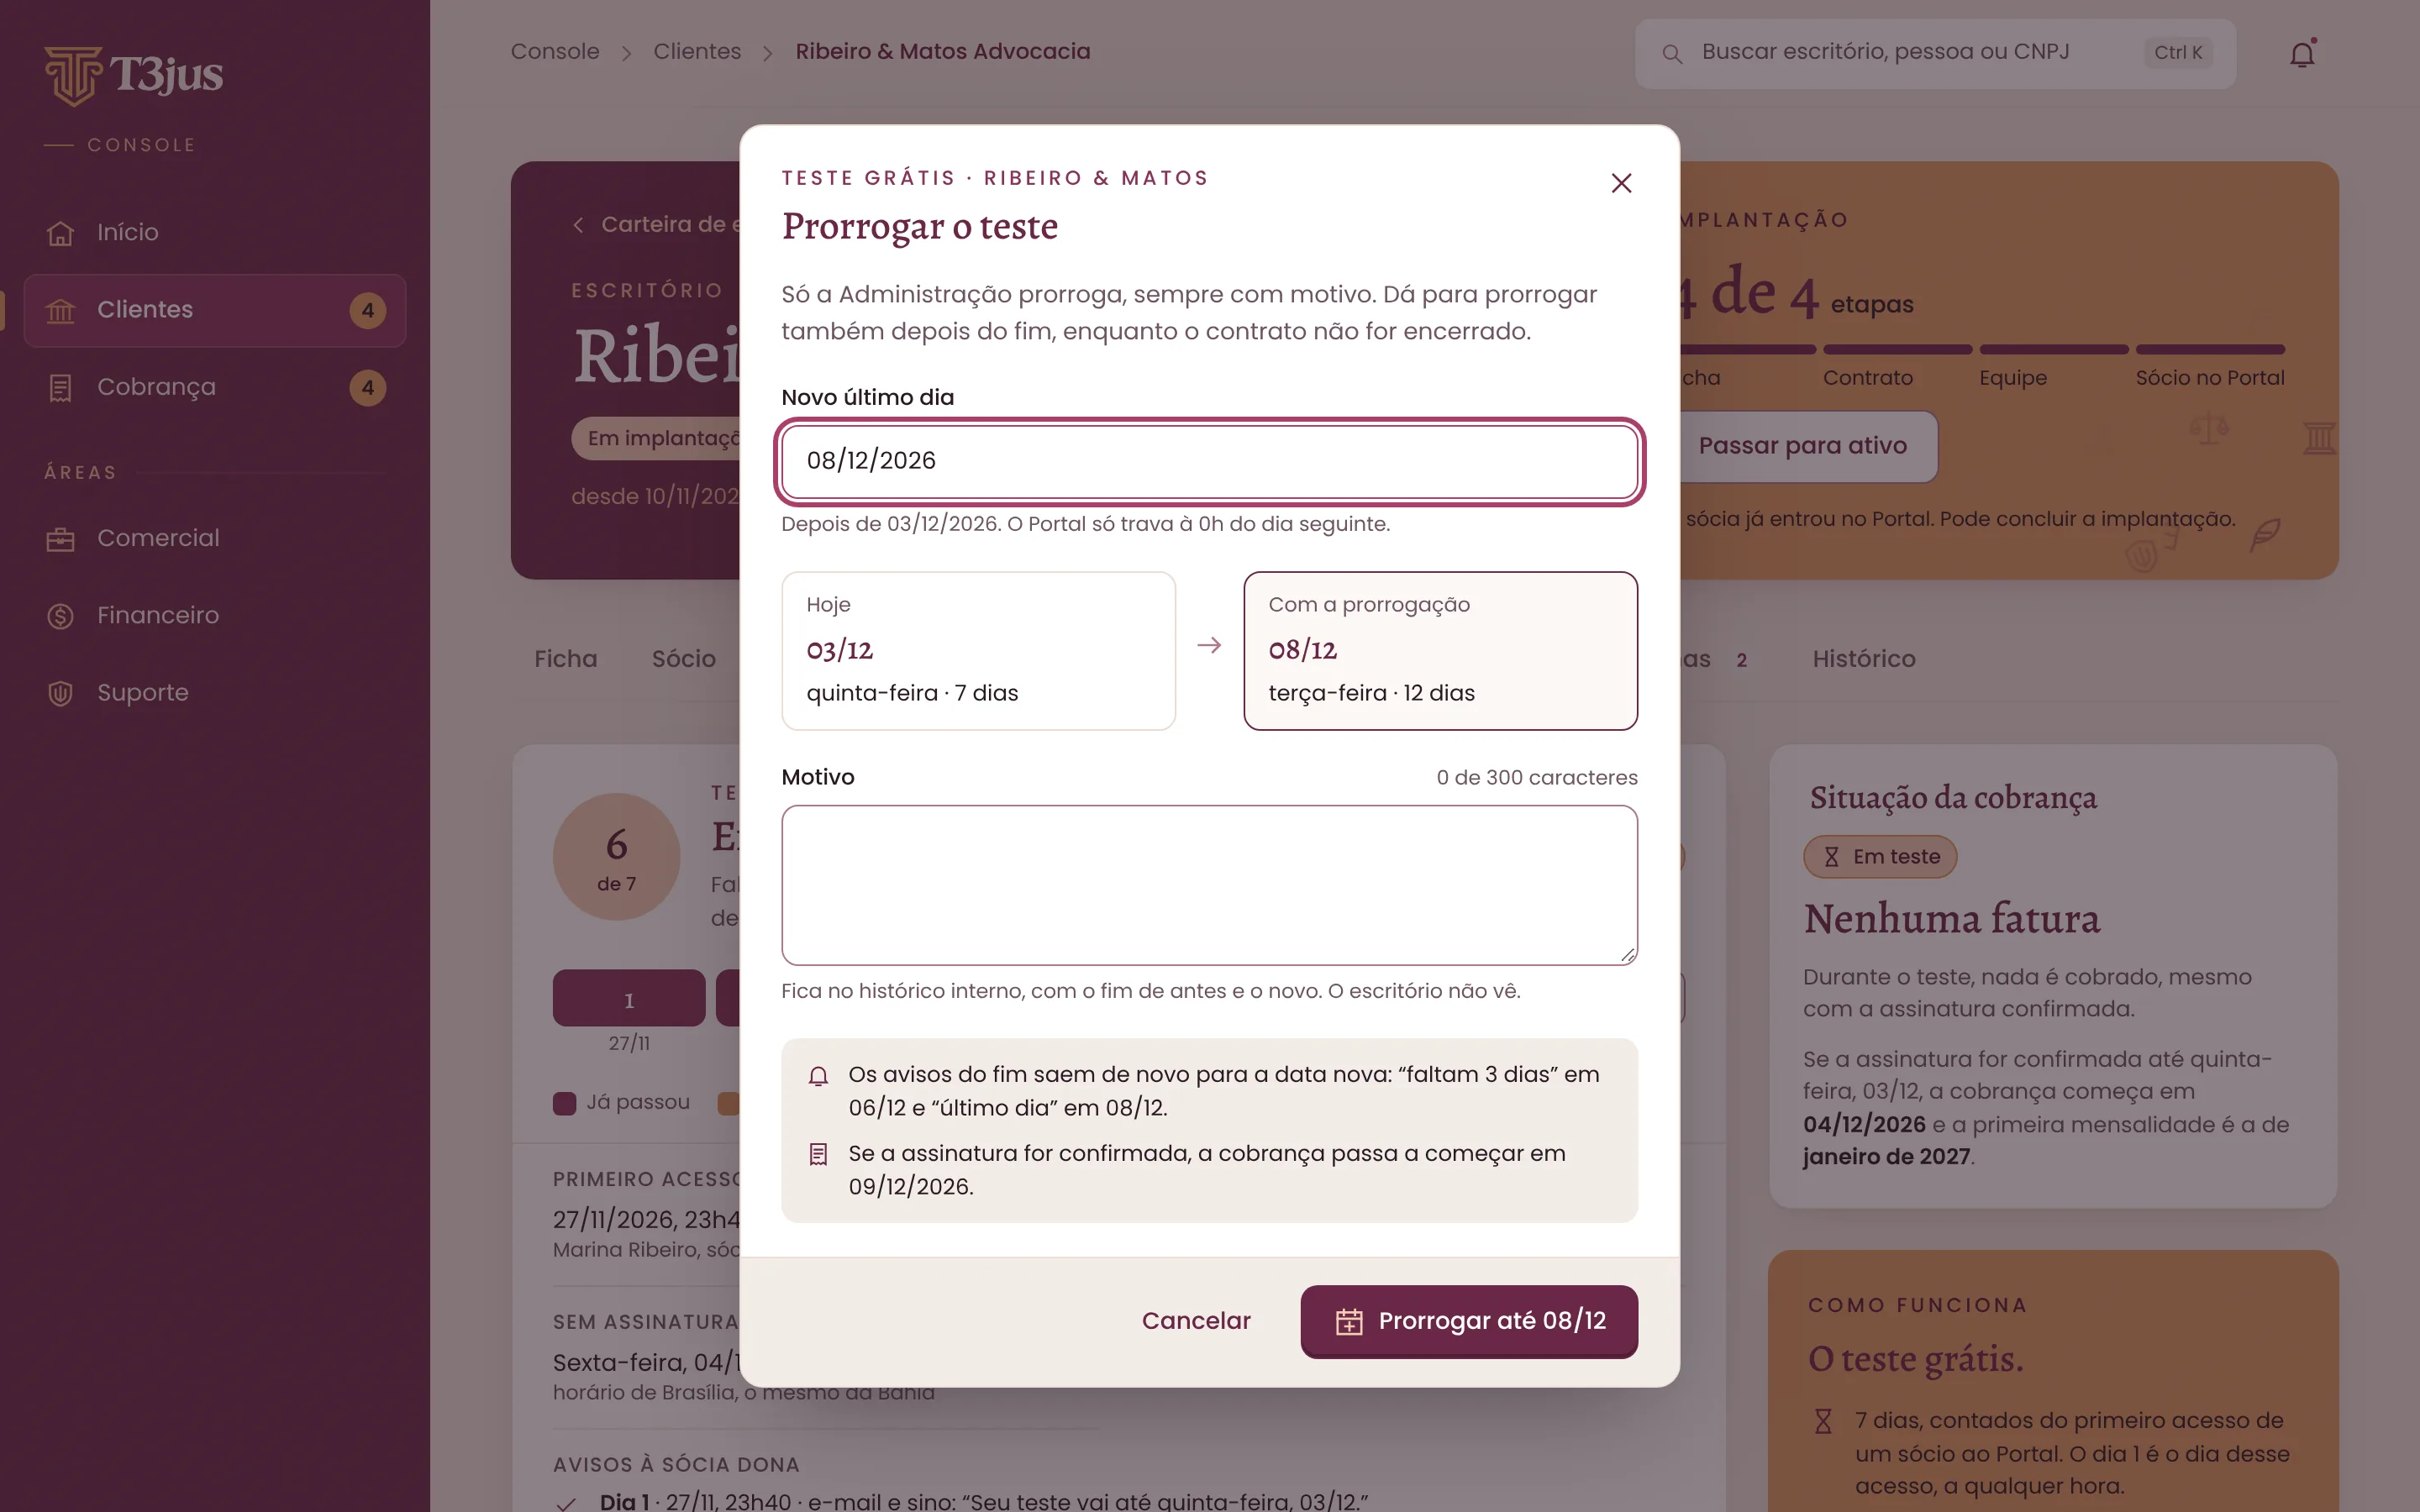 T3jus
CONSOLE
Início
Clientes 4
Cobrança 4
ÁREAS
Comercial
Financeiro
Suporte
Console Clientes Ribeiro & Matos Advocacia
Buscar escritório, pessoa ou CNPJ Ctrl K
Carteira de
ESCRITÓRIO
Em
desde 10/11/202
IMPLANTAÇÃO
4 de 4 etapas
Contrato Equipe Sócio no Portal
Passar para ativo
sócia já entrou no Portal. Pode concluir a implantação.
Ficha Sócio
2 Histórico
TESTE GRÁTIS · RIBEIRO & MATOS
Prorrogar o teste
Só a Administração prorroga, sempre com motivo. Dá para prorrogar
também depois do fim, enquanto o contrato não for encerrado.
Novo último dia
08/12/2026
Depois de 03/12/2026. O Portal só trava à 0h do dia seguinte.
Hoje
03/12
quinta-feira · 7 dias
Com a prorrogação
08/12
terça-feira · 12 dias
Motivo 0 de 300 caracteres
Fica no histórico interno, com o fim de antes e o novo. O escritório não vê.
Os avisos do fim saem de novo para a data nova: “faltam 3 dias” em
06/12 e “último dia” em 08/12.
Se a assinatura for confirmada, a cobrança passa a começar em
09/12/2026.
Cancelar
Prorrogar até 08/12
6
de 7
1
27/11
Já passou
PRIMEIRO ACESSO
27/11/2026, 23h4
Marina Ribeiro,
SEM ASSINATURA
Sexta-feira, 04/1
horário de Brasília, o mesmo da Bahia
AVISOS À SÓCIA DONA
Dia 1 · 27/11, 23h40 · e-mail e sino: “Seu teste vai até quinta-feira, 03/12.”
Situação da cobrança
Em teste
Nenhuma fatura
Durante o teste, nada é cobrado, mesmo
com a assinatura confirmada.
Se a assinatura for confirmada até quinta-
feira, 03/12, a cobrança começa em
04/12/2026 e a primeira mensalidade é a de
janeiro de 2027.
COMO FUNCIONA
O teste grátis.
7 dias, contados do primeiro acesso de
um sócio ao Portal. O dia 1 é o dia desse
acesso, a qualquer hora.